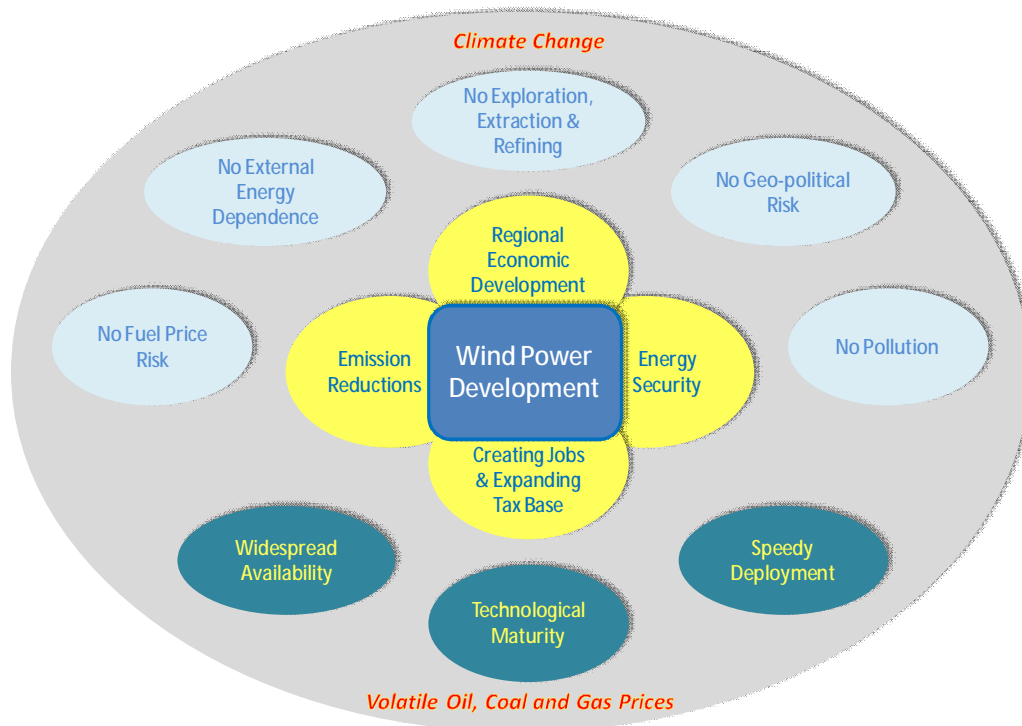 Climate Change
No Exploration,
Extraction &
Refining
No External
Energy
Dependence
No Geo-political
Risk
Regional
Economic
Development
No Fuel Price
Risk
Emission
Reductions
Wind Power
Development
Energy
Security
No Pollution
Creating Jobs
& Expanding
Tax Base
Widespread
Availability
Speedy
Deployment
Technological
Maturity
Volatile Oil, Coal and Gas Prices